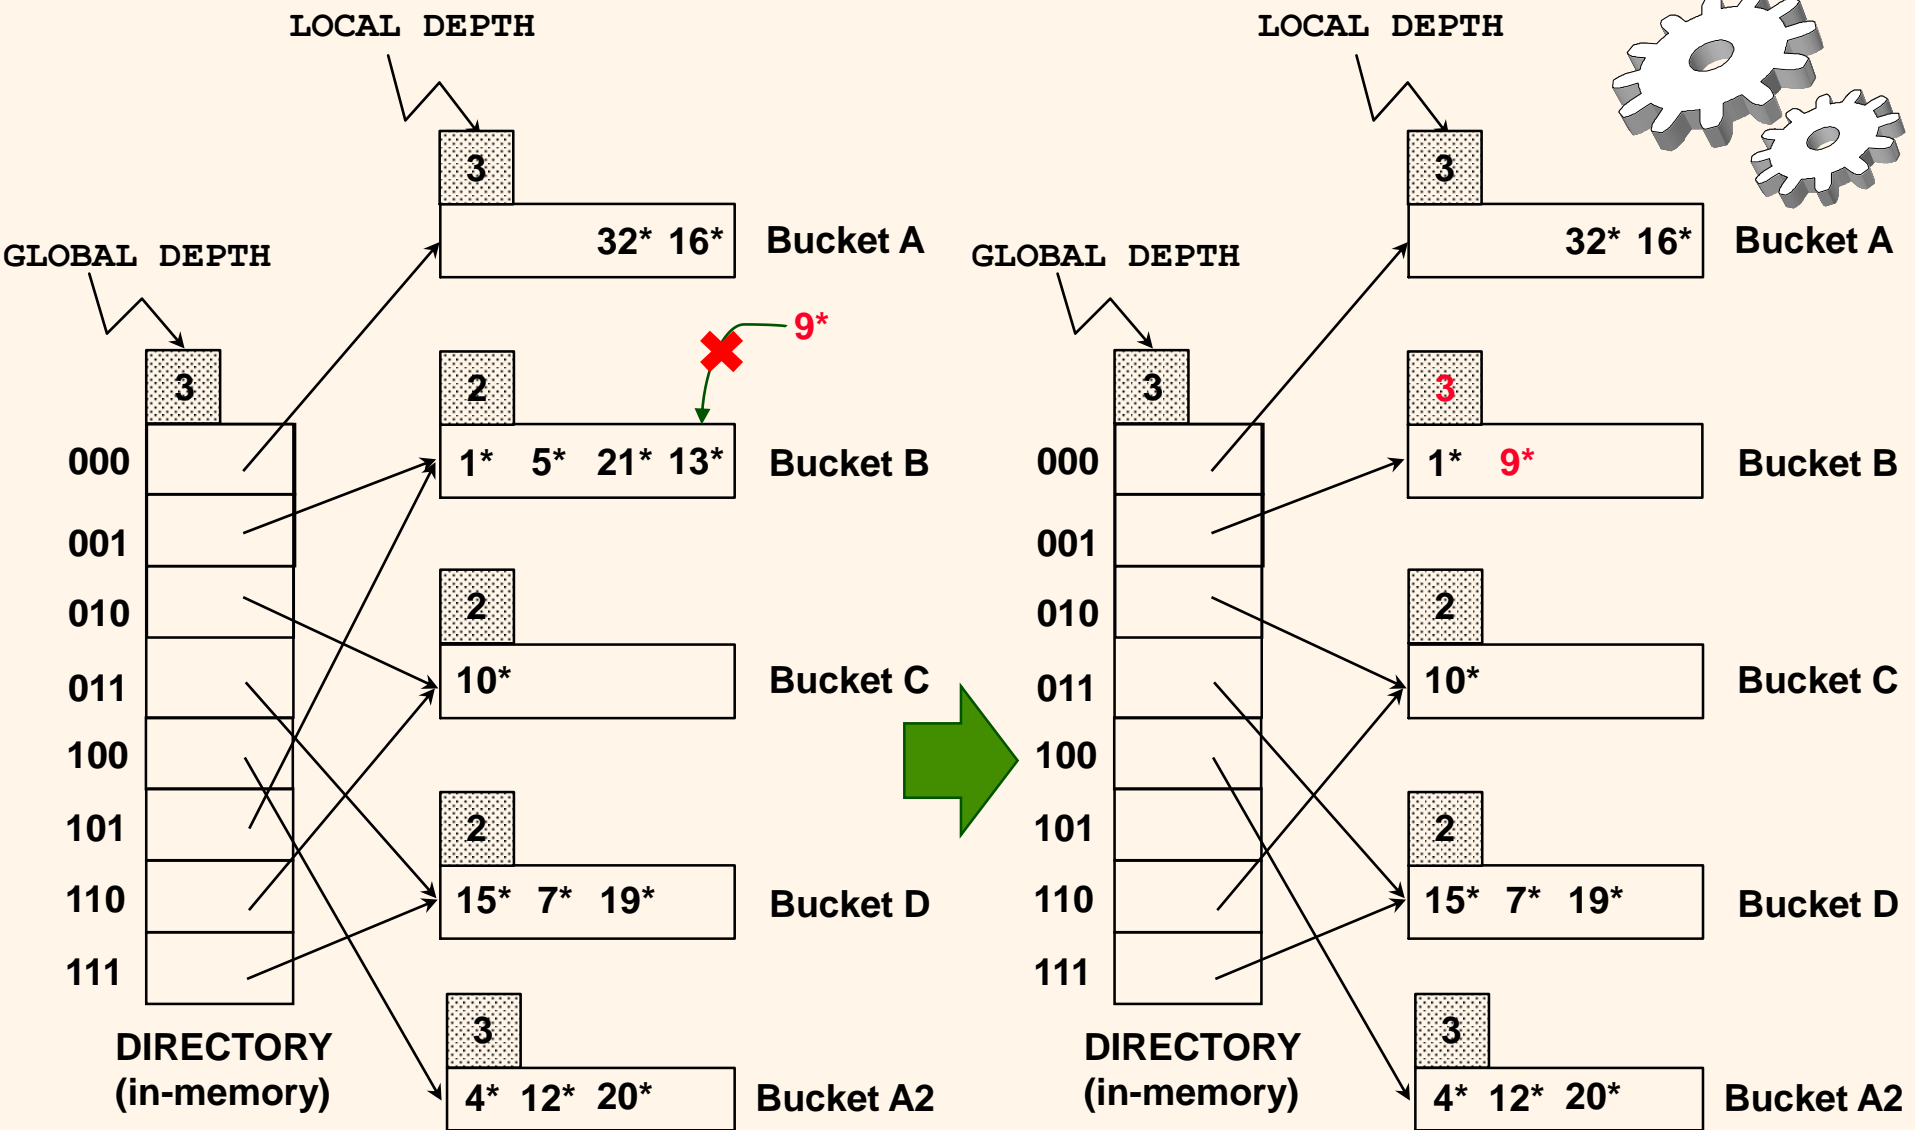 LOCAL DEPTH
3
32* 16*
Bucket A
GLOBAL DEPTH
9*
3
2
000
1* 5* 21* 13*
Bucket B
001
2
010
10*
Bucket C
011
100
2
101
110
15* 7* 19*
Bucket D
111
3
DIRECTORY
(in-memory)
4* 12* 20*
Bucket A2
LOCAL DEPTH
3
32* 16*
Bucket A
GLOBAL DEPTH
3
3
000
1* 9*
Bucket B
001
2
010
10*
Bucket C
011
100
2
101
110
15* 7* 19*
Bucket D
111
3
DIRECTORY
(in-memory)
4* 12* 20*
Bucket A2